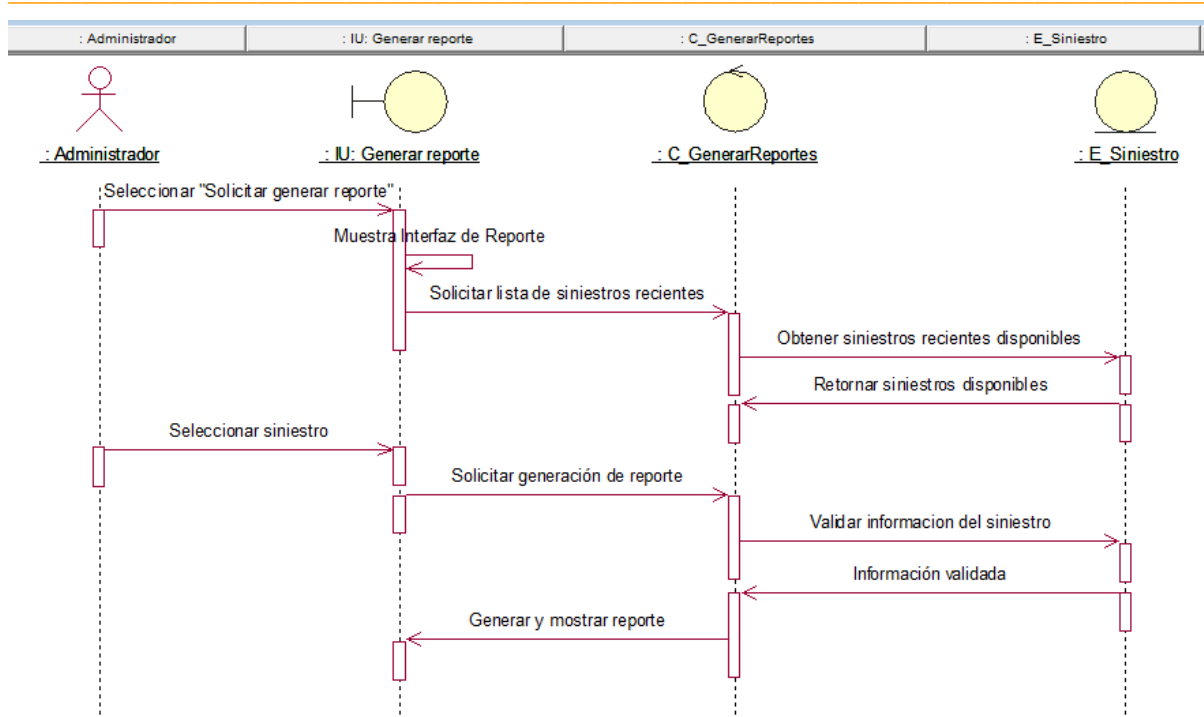 : Administrador
: IU: Generar reporte
: C_GenerarReportes
: E_Siniestro
: Administrador
: IU: Generar reporte
: C_GenerarReportes
: E_Siniestro
Seleccionar "Solicitar generar reporte"
Muestra Interfaz de Reporte
Solicitar lista de siniestros recientes
Obtener siniestros recientes disponibles
Retornar siniestros disponibles
Seleccionar siniestro
Solicitar generación de reporte
Validar informacion del siniestro
Información validada
Generar y mostrar reporte